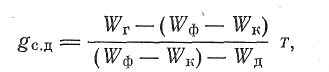 g_{с.д} = \frac{W_г − (W_ф − W_к)}{(W_ф − W_к) − W_д} т,